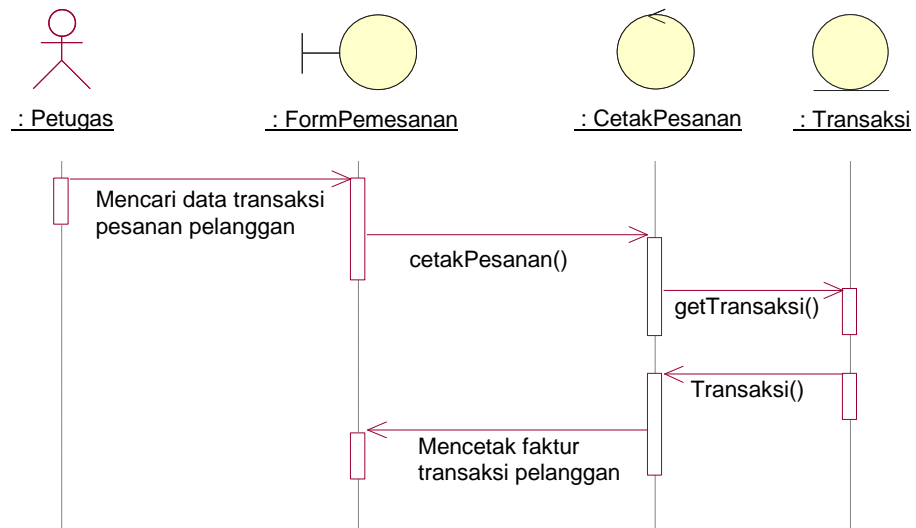 : Petugas
: FormPemesanan
: CetakPesanan
: Transaksi
Mencari data transaksi
pesanan pelanggan
cetakPesanan()
getTransaksi()
Transaksi()
Mencetak faktur
transaksi pelanggan